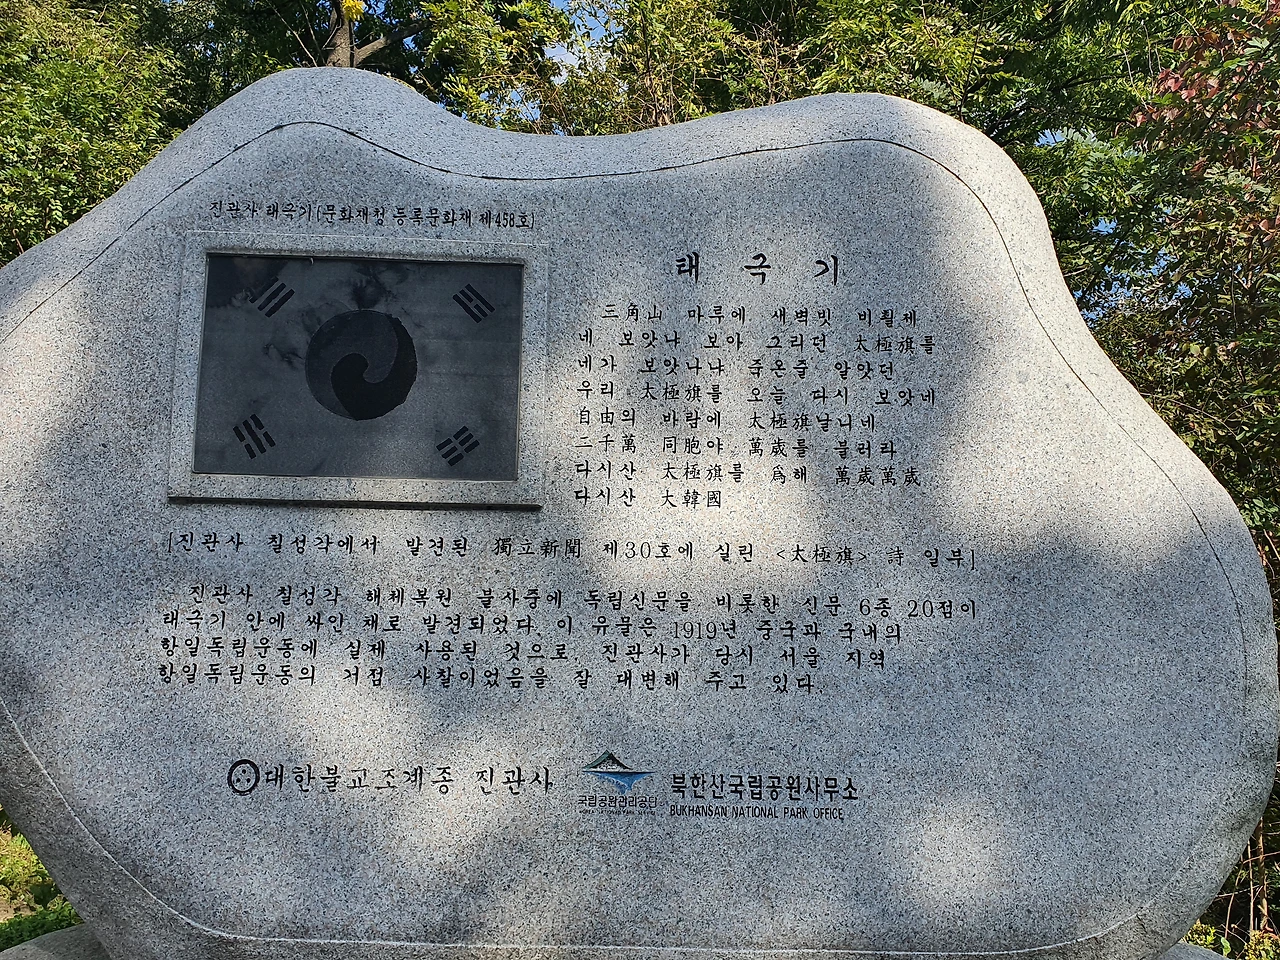 진관사 태극기(문화재청 등록문화재 제458호)
태 극 기
三角山 마루에 새벽빗 비췰제
네 보앗냐 보아 그리던 太極旗를
네가 보앗나냐 죽온줄 알앗던
우리 太極旗를 오늘 다시 보앗네
自由의 바람에 太極旗날니네
二千萬 同胞야 萬歲를 불러라
다시산 太極旗를 爲해 萬歲萬歲
다시산 大韓國
[진관사 칠성각에서 발견된 獨立新聞 제30호에 실린 <太極旗> 詩 일부]
진관사 칠성각 해체복원 불사중에 독립신문을 비롯한 신문 6종 20점이
태극기 안에 싸인 채로 발견되었다. 이 유물은 1919년 중국과 국내의
항일독립운동에 실제 사용된 것으로, 진관사가 당시 서울 지역
항일독립운동의 거점 사찰이었음을 잘 대변해 주고 있다.
대한불교조계종 진관사
국립공원관리공단
북한산국립공원사무소
BUKHANSAN NATIONAL PARK OFFICE